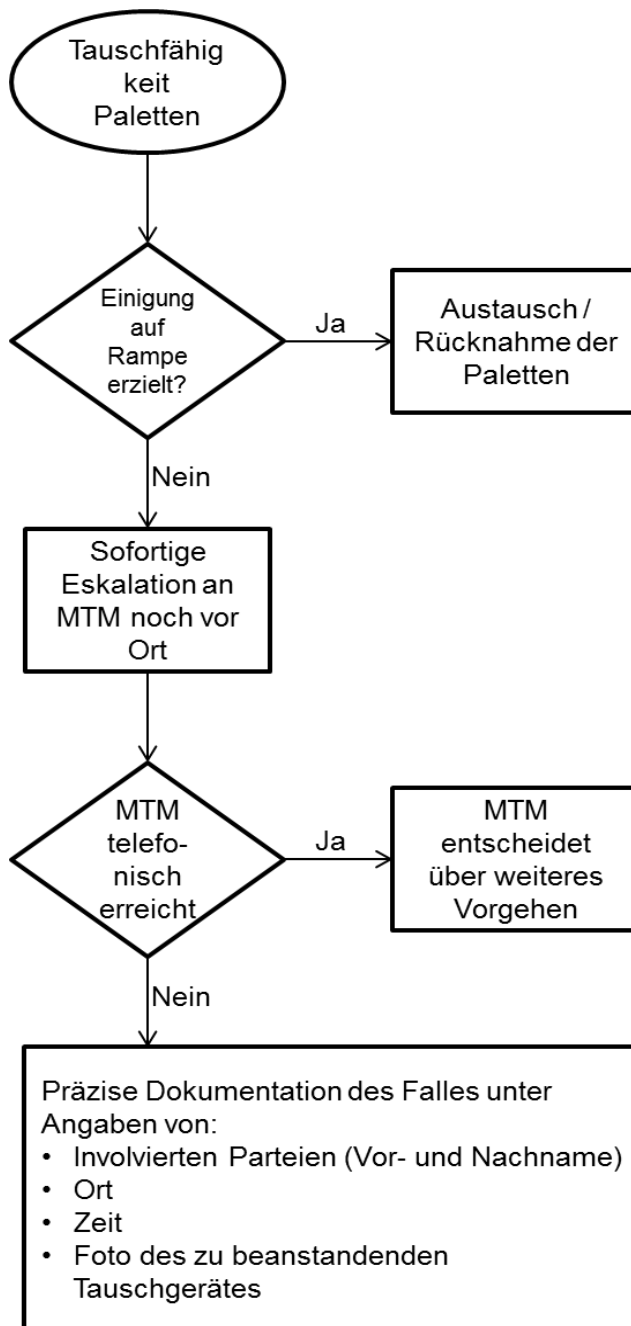 Tauschfähig
keit
Paletten
Einigung
auf
Rampe
erzielt?
Ja
Austausch /
Rücknahme der
Paletten
Nein
Sofortige
Eskalation an
MTM noch vor
Ort
MTM
telefo-
nisch
erreicht
Ja
MTM
entscheidet
über weiteres
Vorgehen
Nein
Präzise Dokumentation des Falles unter
Angaben von:
• Involvierten Parteien (Vor- und Nachname)
• Ort
• Zeit
• Foto des zu beanstandenden
Tauschgerätes